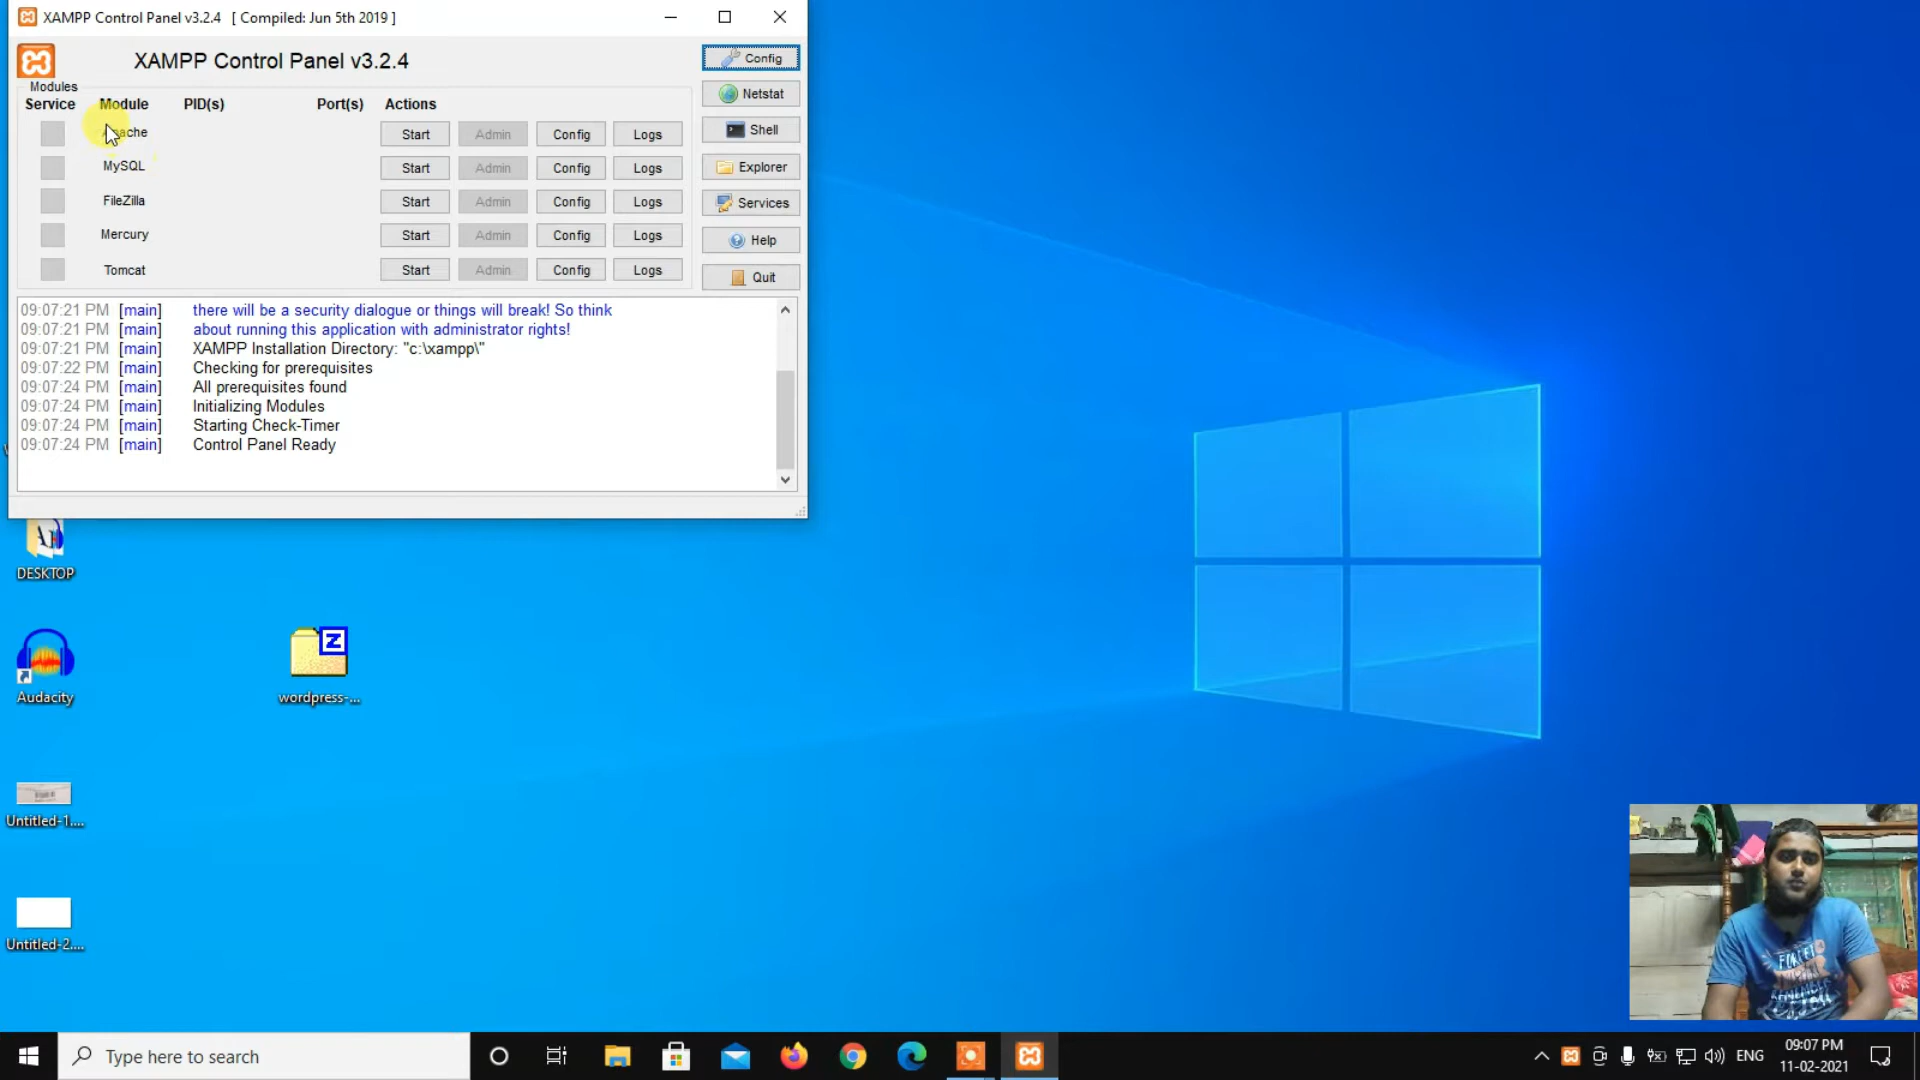 XAMPP Control Panel v3.2.4 [ Compiled: Jun 5th 2019 ]
XAMPP Control Panel v3.2.4
Config
Modules
Service Module PID(s) Port(s) Actions
Netstat
Apache Start Admin Config Logs
Shell
MySQL Start Admin Config Logs
Explorer
FileZilla Start Admin Config Logs
Services
Mercury Start Admin Config Logs
Help
Tomcat Start Admin Config Logs
Quit
09:07:21 PM [main] there will be a security dialogue or things will break! So think
09:07:21 PM [main] about running this application with administrator rights!
09:07:21 PM [main] XAMPP Installation Directory: "c:\xampp\"
09:07:22 PM [main] Checking for prerequisites
09:07:24 PM [main] All prerequisites found
09:07:24 PM [main] Initializing Modules
09:07:24 PM [main] Starting Check-Timer
09:07:24 PM [main] Control Panel Ready
DESKTOP
Z
Audacity
wordpress-...
Untitled-1....
Untitled-2....
FORGET
REMEMBER
Type here to search
ENG
09:07 PM
11-02-2021